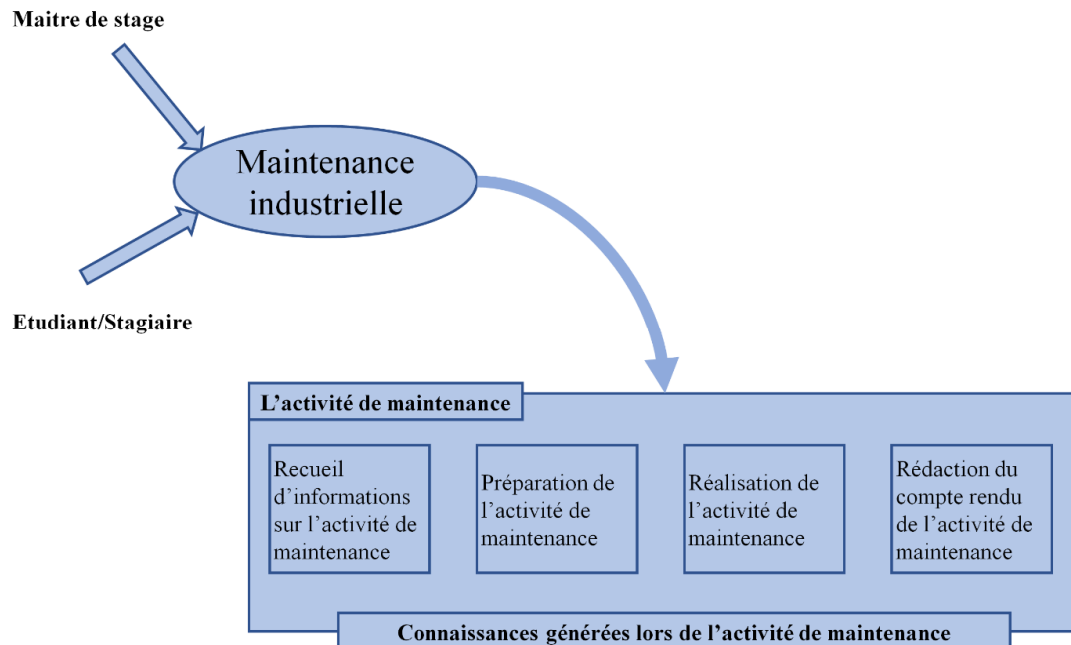 Maitre de stage
Maintenance
industrielle
Etudiant/Stagiaire
L’activité de maintenance
Recueil
d’informations
sur l’activité de
maintenance
Préparation de
l’activité de
maintenance
Réalisation de
l’activité de
maintenance
Rédaction du
compte rendu
de l’activité de
maintenance
Connaissances générées lors de l’activité de maintenance